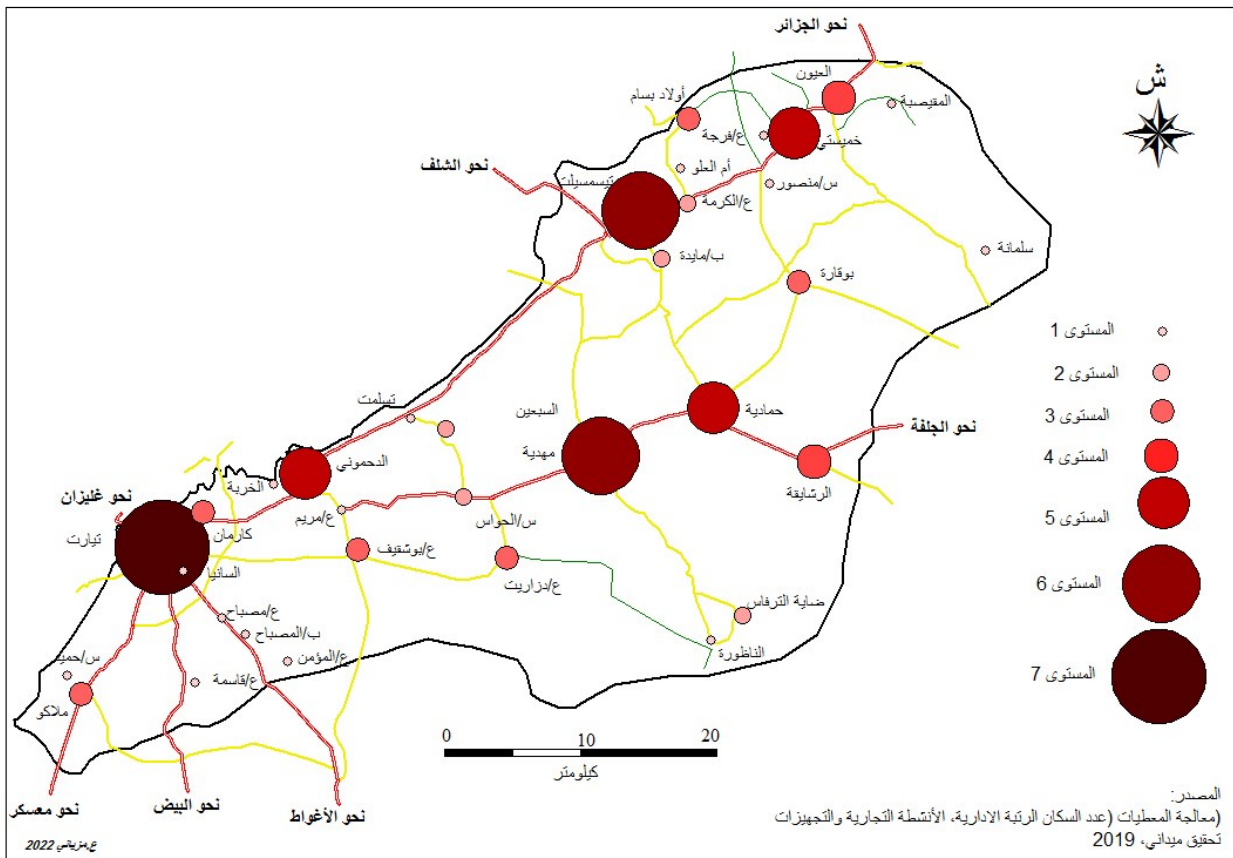 نحو الجزائر
العيون
المقيصبة
أولاد بسام
ع/فرجة
خميستي
ش
أم العلو
س/منصور
نحو الشلف
تيسمسيلت
ع/الكرمة
ب/مايدة
سلمانة
بوقارة
تسلمت
السبعين
مهدية
حمادية
نحو الجلفة
الرشايقة
الدحموني
الخربة
ع/مريم
س/الحواس
نحو غليزان
تيارت
كارمان
السانيا
ع/بوشقيف
ع/دزاريت
ضاية الترفاس
الناظورة
ع/مصباح
ب/المصباح
ع/المؤمن
ع/قاسمة
س/حميد
ملاكو
نحو معسكر
نحو البيض
نحو الأغواط
المستوى 1
المستوى 2
المستوى 3
المستوى 4
المستوى 5
المستوى 6
المستوى 7
0 10 20
كيلومتر
المصدر:
(معالجة المعطيات (عدد السكان الرتبة الادارية، الأنشطة التجارية والتجهيزات
تحقيق ميداني، 2019
ع.مزياني 2022